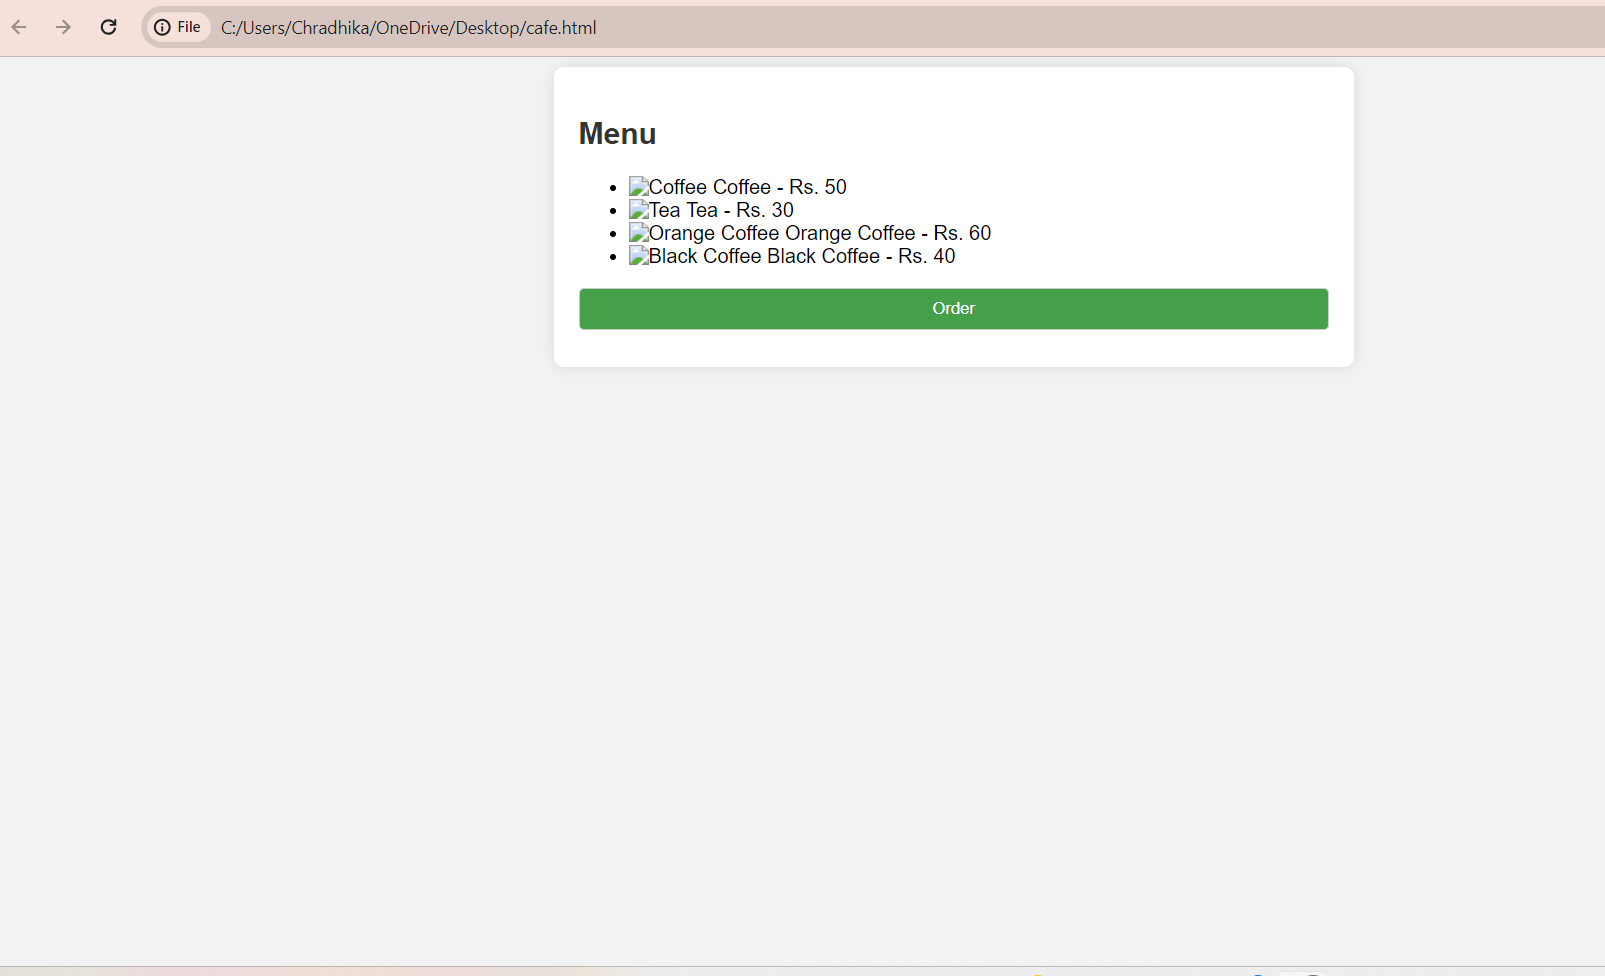 File C:/Users/Chradhika/OneDrive/Desktop/cafe.html
Menu
Coffee Coffee - Rs. 50
Tea Tea - Rs. 30
Orange Coffee Orange Coffee - Rs. 60
Black Coffee Black Coffee - Rs. 40
Order